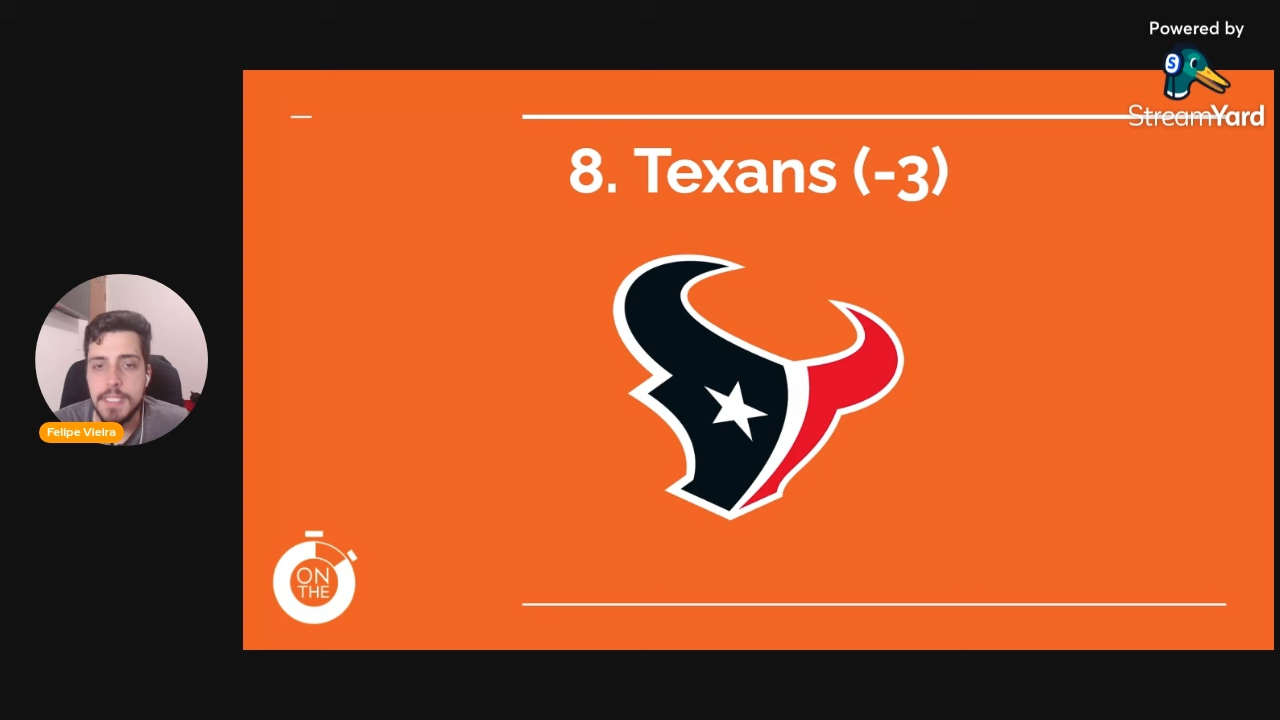 Powered by
StreamYard
8. Texans (-3)
Felipe Vieira
ON
THE